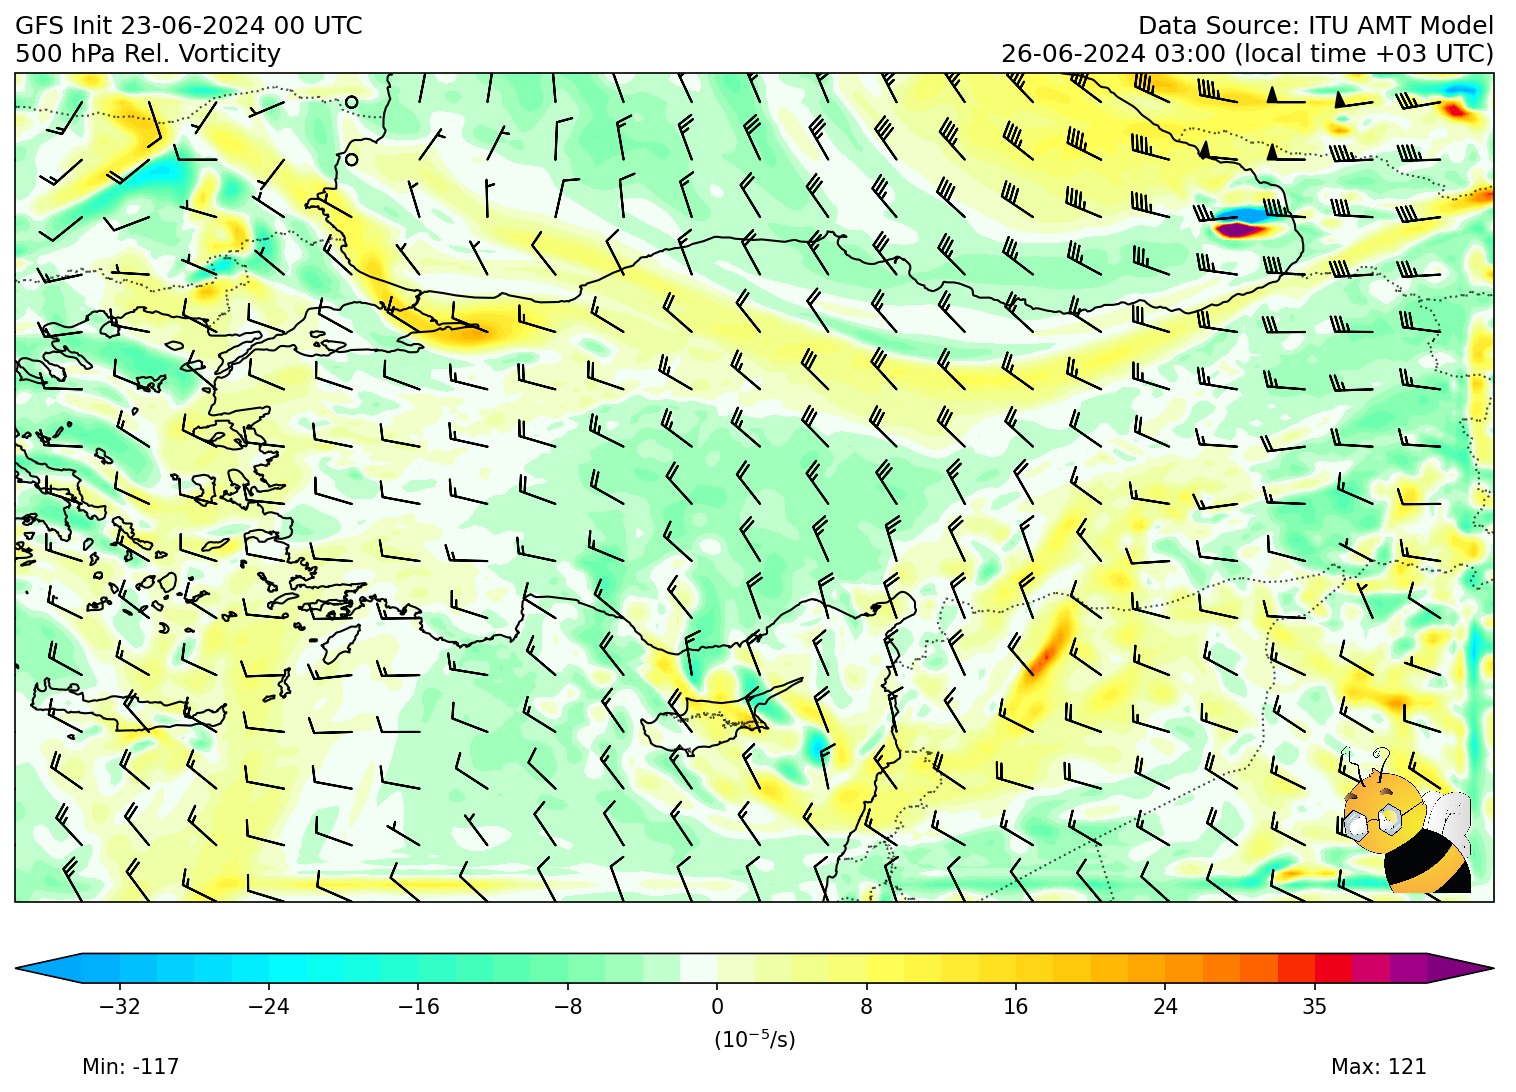 GFS Init 23-06-2024 00 UTC
Data Source: ITU AMT Model
500 hPa Rel. Vorticity
26-06-2024 03:00 (local time +03 UTC)
−32 −24 −16 −8 0 8 16 24 35
(10⁻⁵/s)
Min: -117
Max: 121